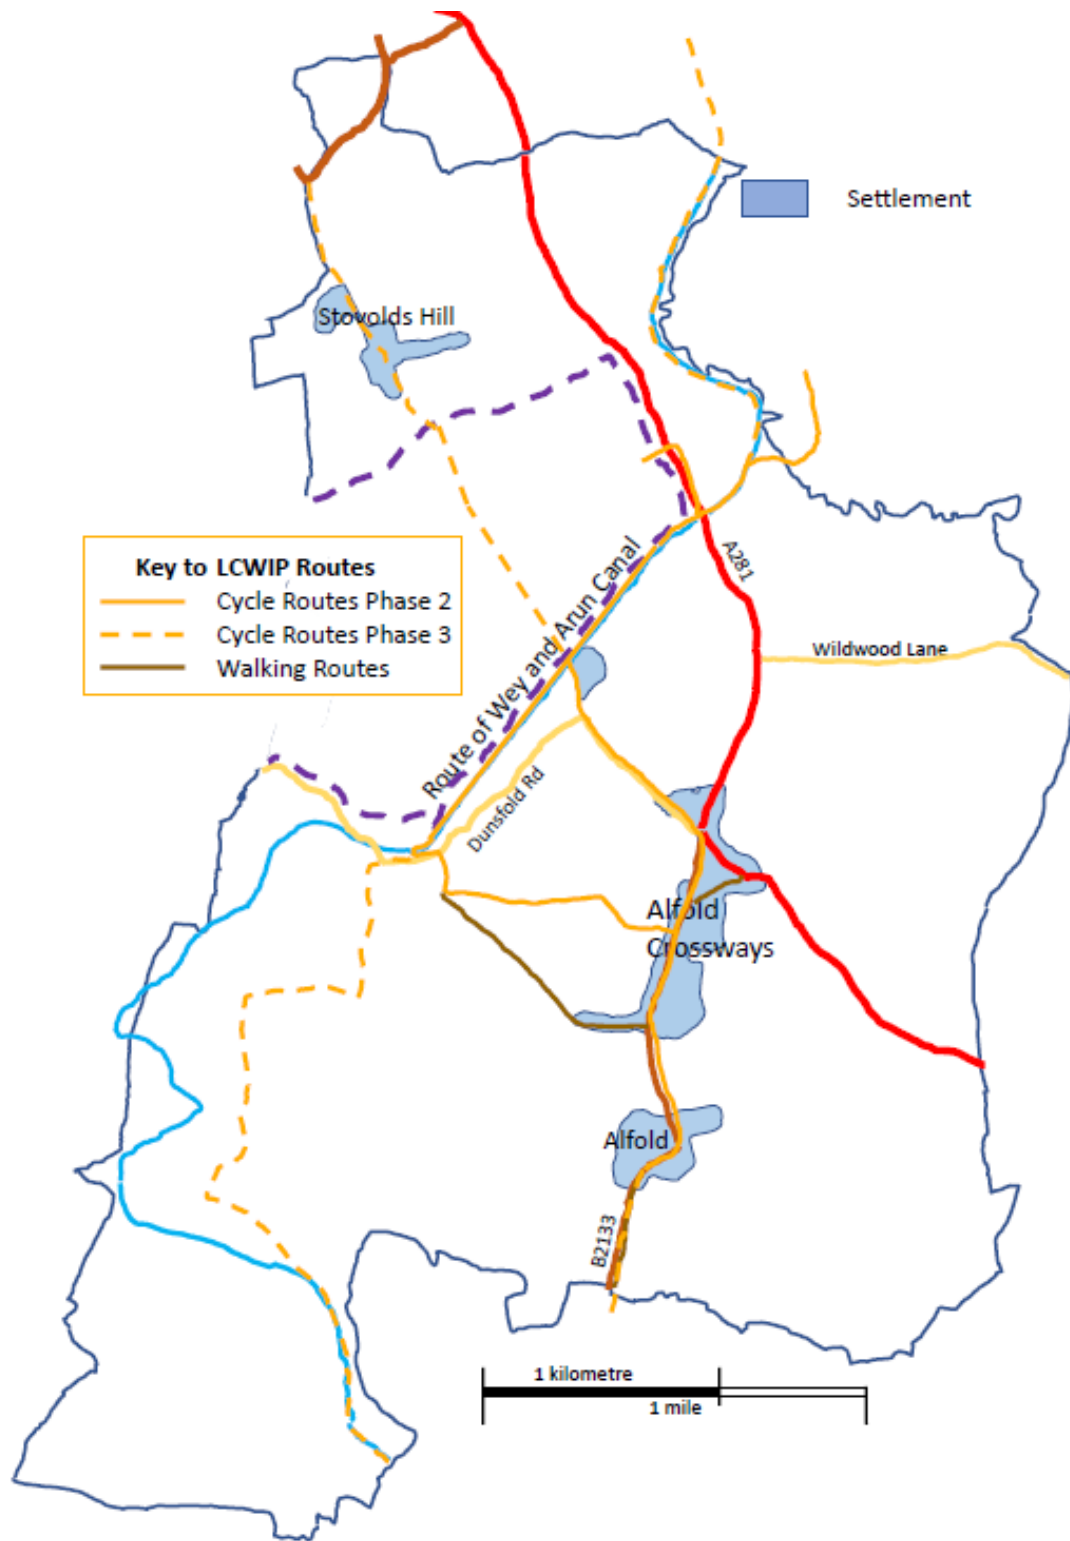 Settlement
Stovolds Hill
Route of Wey and Arun Canal
A281
Key to LCWIP Routes
Cycle Routes Phase 2
Cycle Routes Phase 3
Walking Routes
Wildwood Lane
Dunsfold Rd
Alfold
Crossways
Alfold
B2133
1 kilometre
1 mile